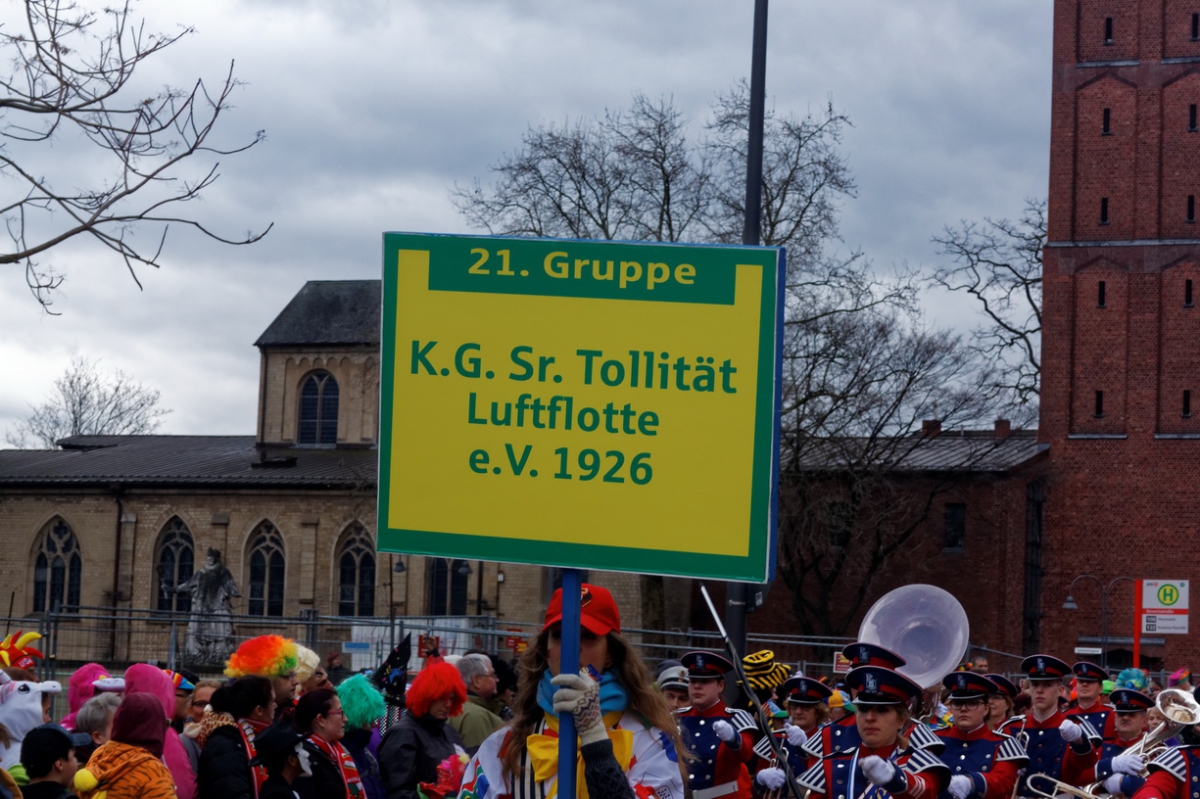 21. Gruppe
K.G. Sr. Tollität
Luftflotte
e.V. 1926
H